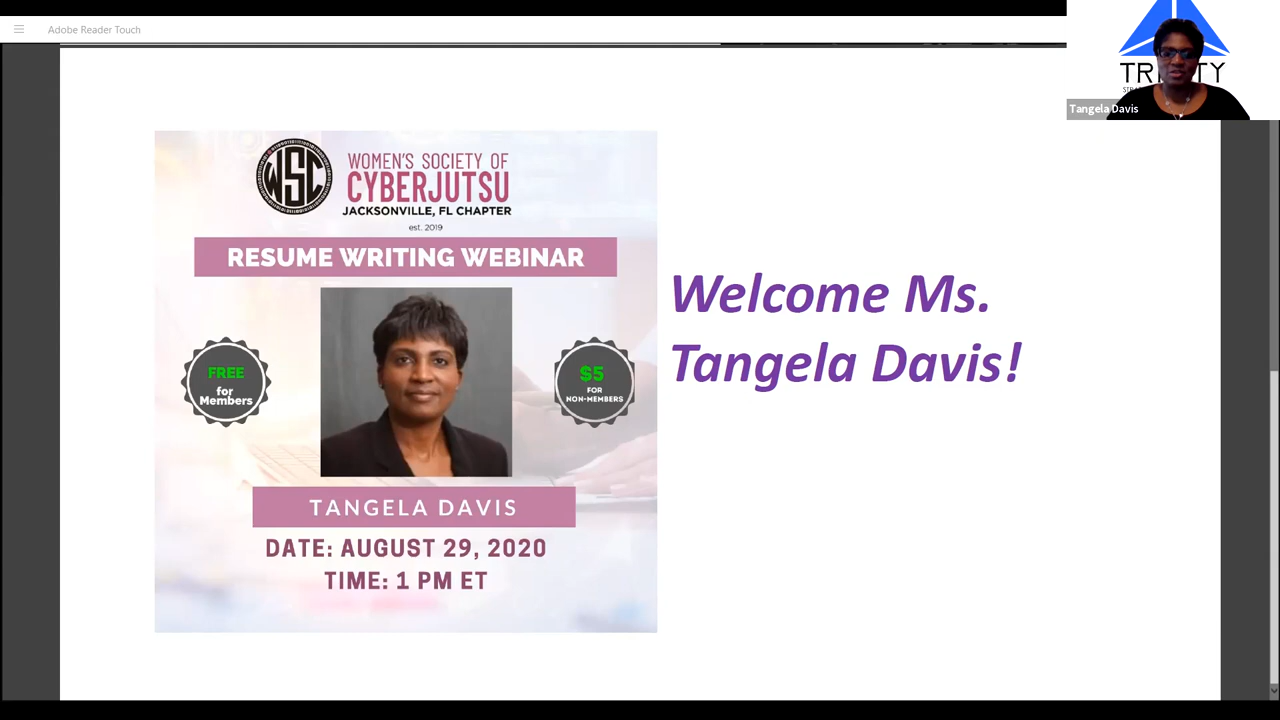 Adobe Reader Touch
TRINITY
Tangela Davis
WSC
WOMEN'S SOCIETY OF
CYBERJUTSU
JACKSONVILLE, FL CHAPTER
est. 2019
RESUME WRITING WEBINAR
FREE
for
Members
$5
FOR
NON-MEMBERS
TANGELA DAVIS
DATE: AUGUST 29, 2020
TIME: 1 PM ET
Welcome Ms.
Tangela Davis!